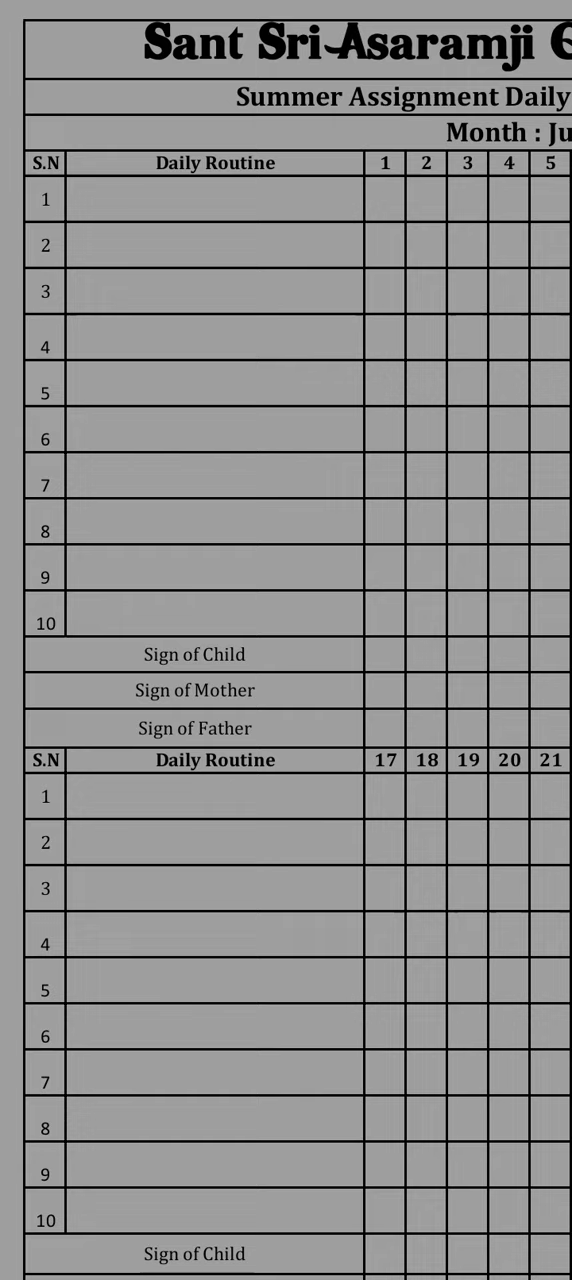 Sant Sri Asaramji G
Summer Assignment Daily
Month : Ju
S.N Daily Routine 1 2 3 4 5
1
2
3
4
5
6
7
8
9
10
Sign of Child
Sign of Mother
Sign of Father
S.N Daily Routine 17 18 19 20 21
1
2
3
4
5
6
7
8
9
10
Sign of Child